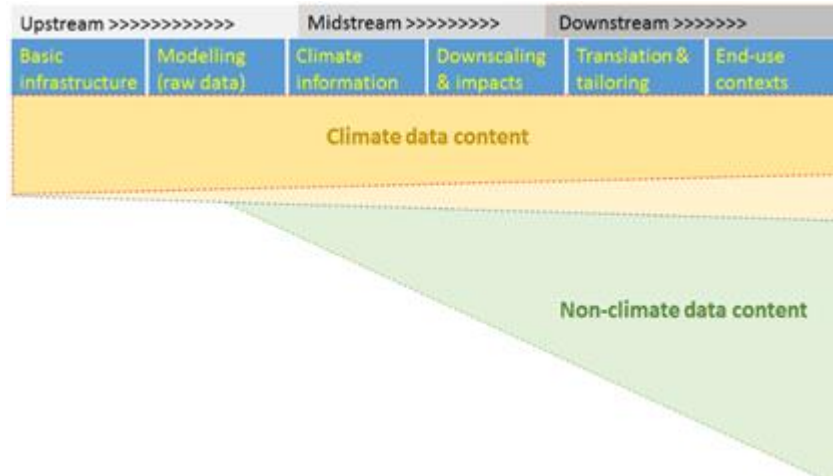 Upstream >>>>>>>>>>>> Midstream >>>>>>>>> Downstream >>>>>>>
Basic infrastructure
Modelling (raw data)
Climate information
Downscaling & impacts
Translation & tailoring
End-use contexts
Climate data content
Non-climate data content